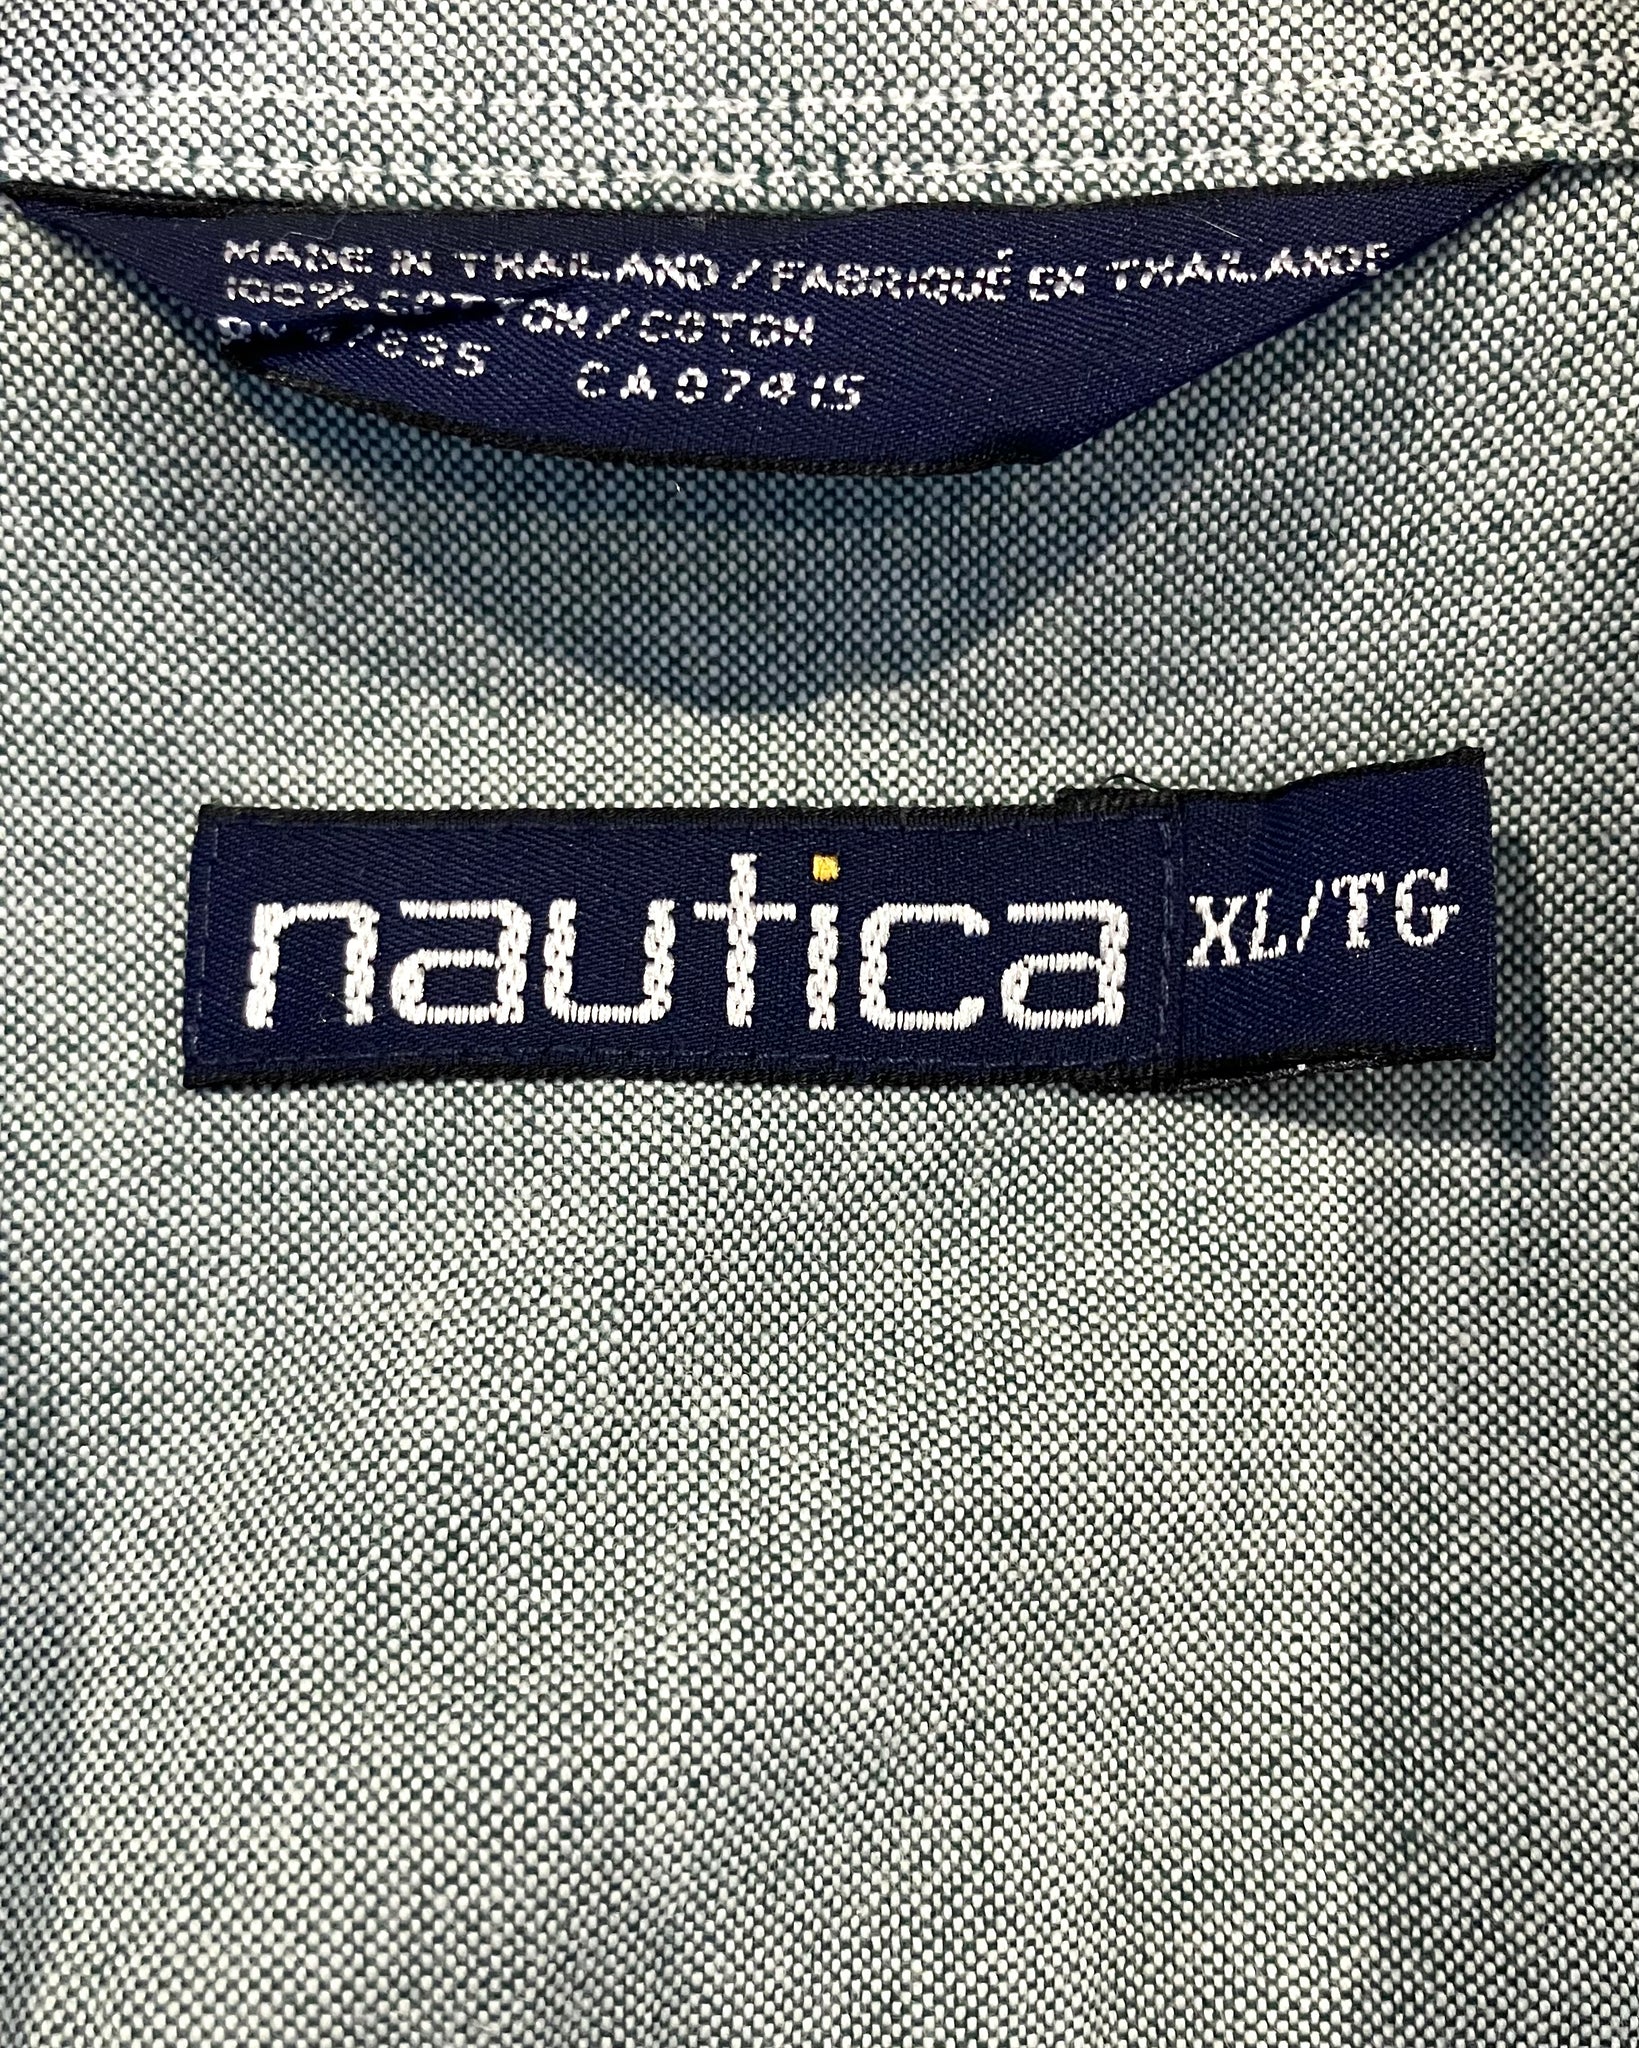 MADE IN THAILAND / FABRIQUÉ EN THAILANDE
100% COTTON / COTON
CA 07415
nautica
XL/TG